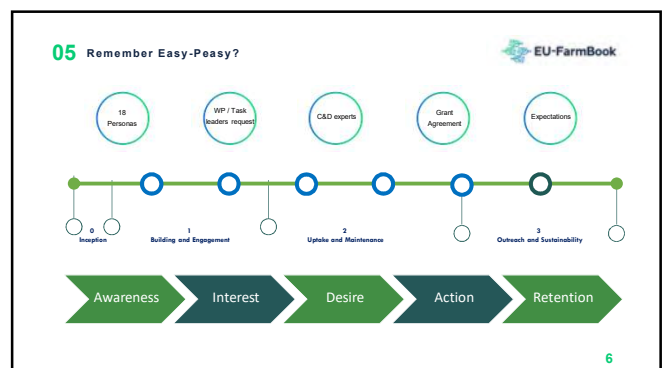 05 Remember Easy-Peasy?
EU-FarmBook
18
Personas
WP / Task
leaders request
C&D experts
Grant
Agreement
Expectations
0
Inception
1
Building and Engagement
2
Uptake and Maintenance
3
Outreach and Sustainability
Awareness
Interest
Desire
Action
Retention
6